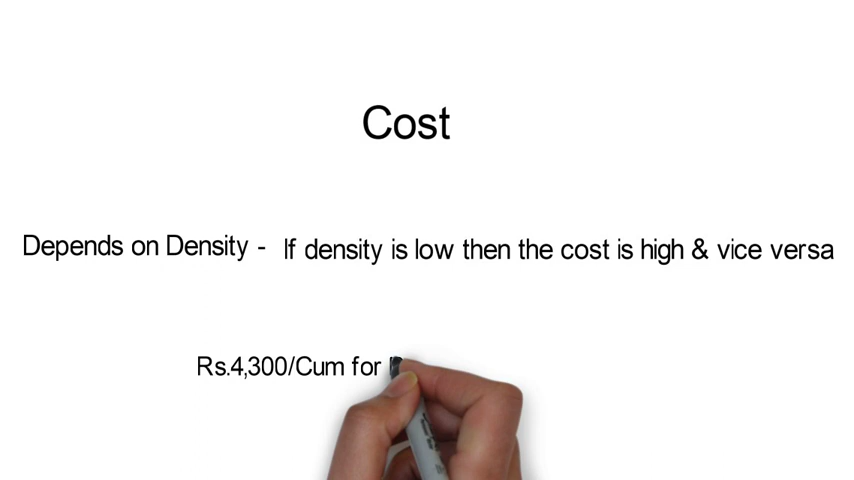 Cost
Depends on Density - If density is low then the cost is high & vice versa
Rs.4,300/Cum for